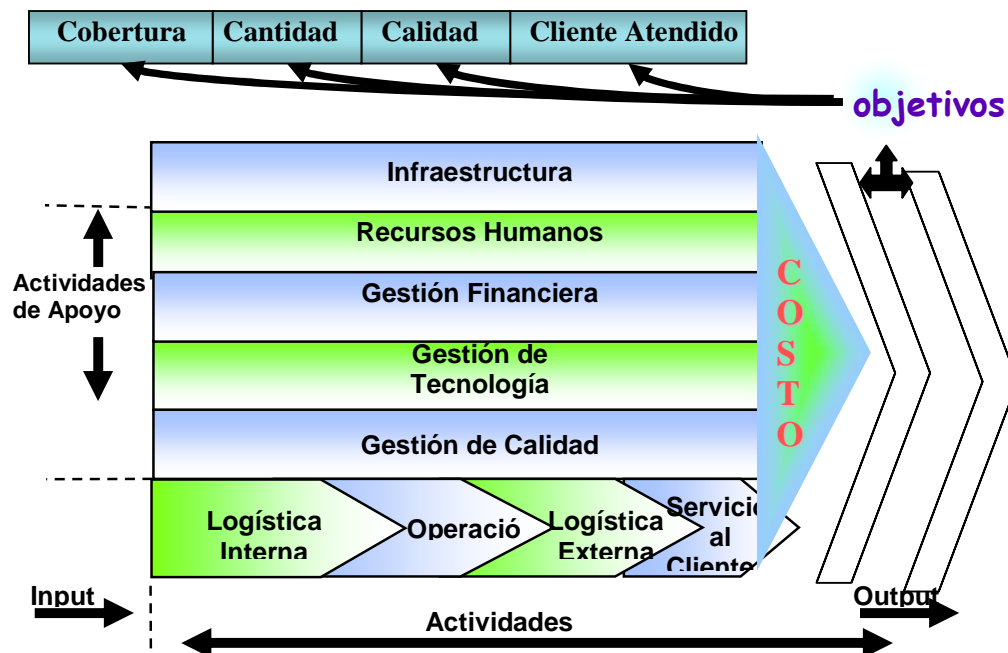 Cobertura Cantidad Calidad Cliente Atendido
objetivos
Infraestructura
Recursos Humanos
Actividades
de Apoyo
Gestión Financiera
Gestión de
Tecnología
Gestión de Calidad
C
O
S
T
O
Logística
Interna
Operació
Logística
Externa
Servicio
al
Cliente
Input
Output
Actividades